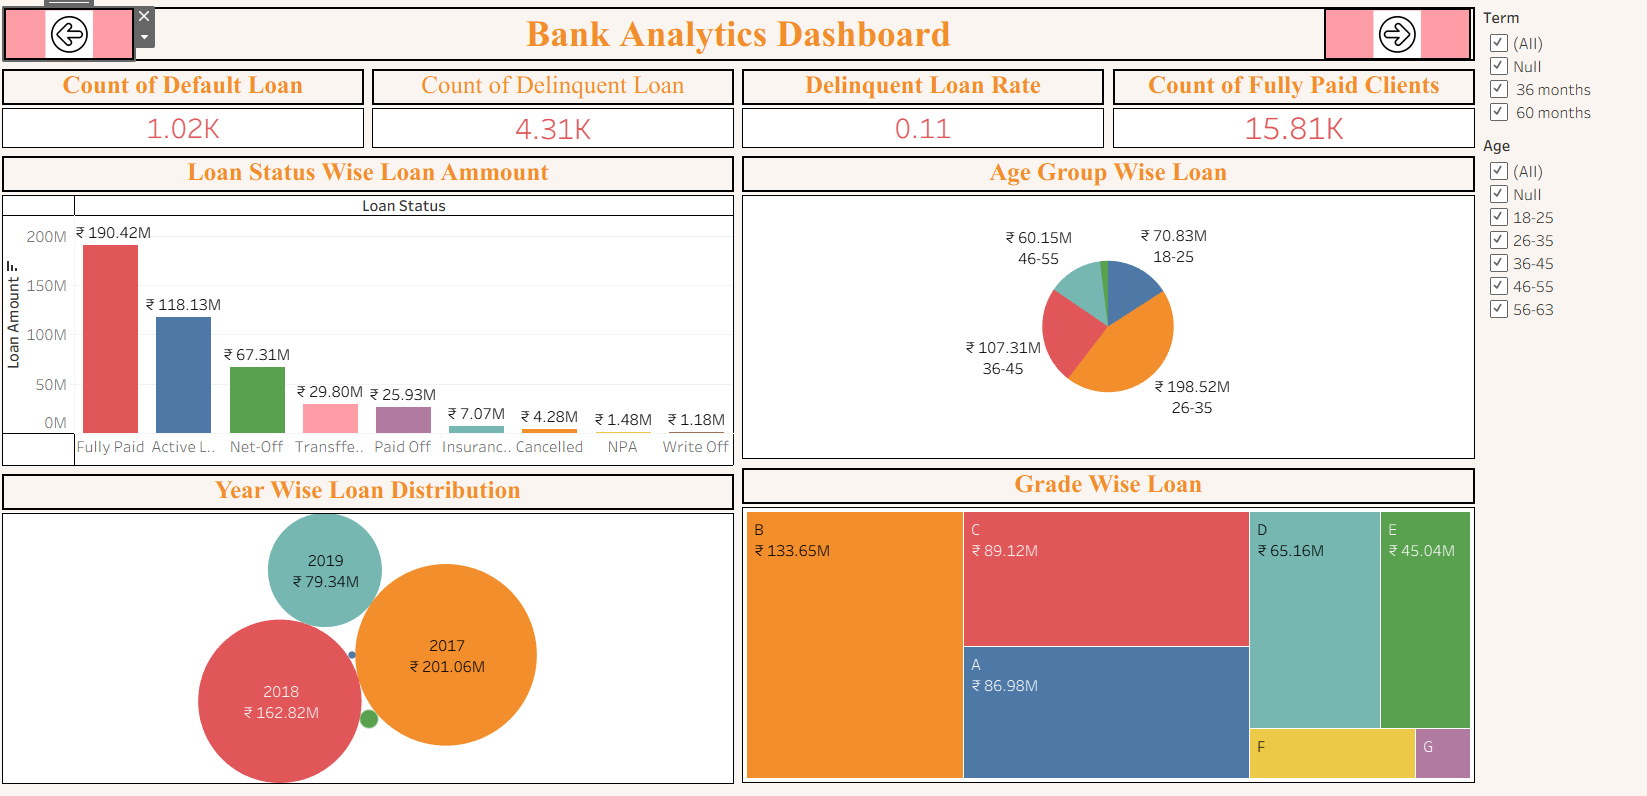 Bank Analytics Dashboard
Count of Default Loan
1.02K
Count of Delinquent Loan
4.31K
Delinquent Loan Rate
0.11
Count of Fully Paid Clients
15.81K
Loan Status Wise Loan Ammount
Loan Status
Loan Amount
200M
150M
100M
50M
0M
₹ 190.42M
₹ 118.13M
₹ 67.31M
₹ 29.80M
₹ 25.93M
₹ 7.07M
₹ 4.28M
₹ 1.48M
₹ 1.18M
Fully Paid
Active L..
Net-Off
Transffe..
Paid Off
Insuranc..
Cancelled
NPA
Write Off
Age Group Wise Loan
₹ 60.15M
46-55
₹ 70.83M
18-25
₹ 107.31M
36-45
₹ 198.52M
26-35
Year Wise Loan Distribution
2019
₹ 79.34M
2017
₹ 201.06M
2018
₹ 162.82M
Grade Wise Loan
B
₹ 133.65M
C
₹ 89.12M
A
₹ 86.98M
D
₹ 65.16M
E
₹ 45.04M
F
G
Term
(All)
Null
36 months
60 months
Age
(All)
Null
18-25
26-35
36-45
46-55
56-63